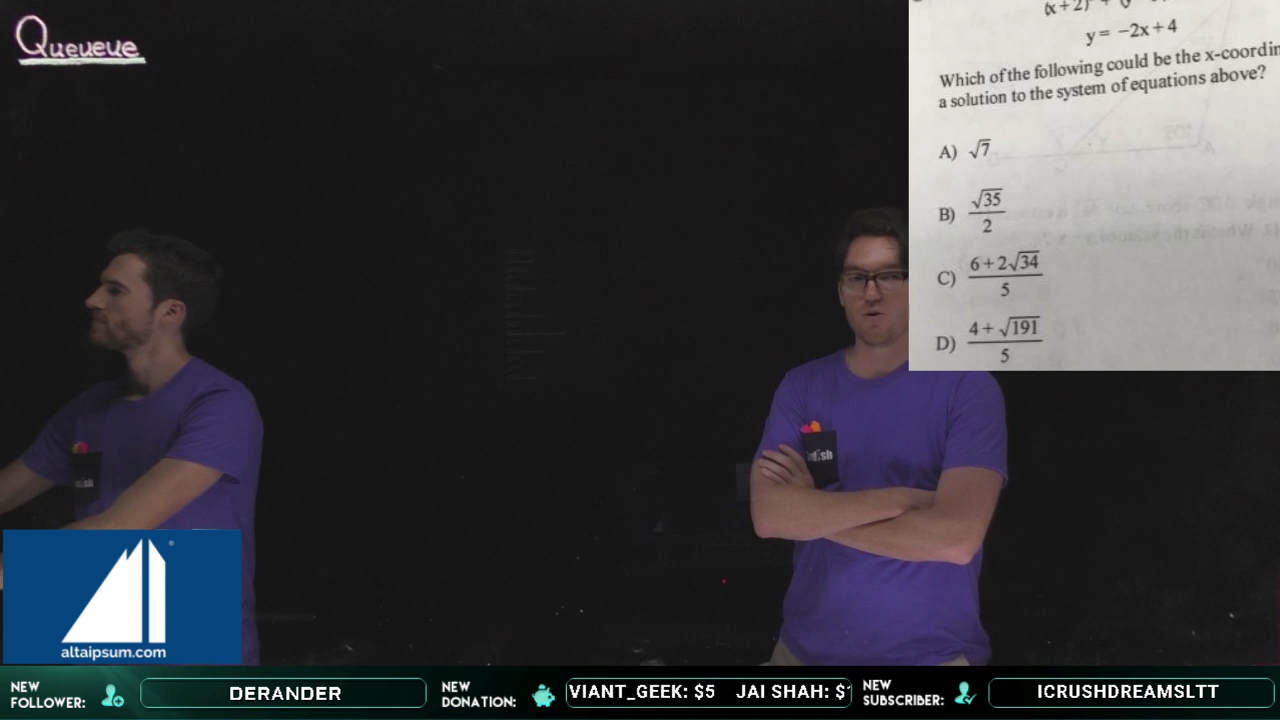 Queueue
(x+2)
y = −2x+4
Which of the following could be the x-coordin
a solution to the system of equations above?
A) √7
B) √35/2
C) 6+2√34/5
D) 4+√191/5
altaipsum.com
NEW FOLLOWER: DERANDER
NEW DONATION: VIANT_GEEK: $5 JAI SHAH: $
NEW SUBSCRIBER: ICRUSHDREAMSLTT